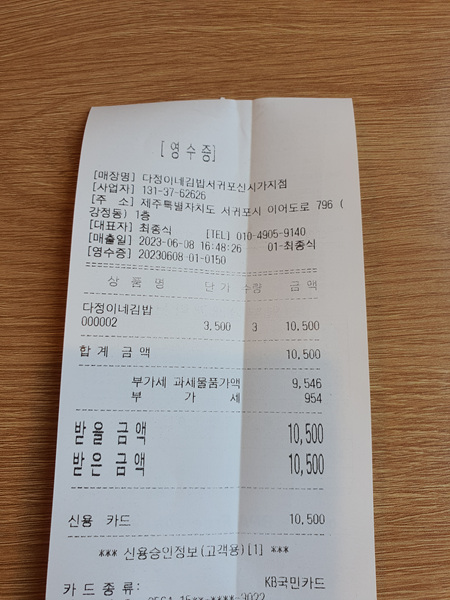 [영수증]
[매장명] 다정이네김밥서귀포신시가지점
[사업자] 131-37-62626
[주 소] 제주특별자치도 서귀포시 이어도로 796 (
강정동) 1층
[대표자] 최종식 [TEL] 010-4905-9140
[매출일] 2023-06-08 16:48:26 01-최종식
[영수증] 20230608-01-0150
상 품 명 단가 수량 금 액
다정이네김밥
000002 3,500 3 10,500
합 계 금 액 10,500
부가세 과세물품가액 9,546
부 가 세 954
받을 금액 10,500
받은 금액 10,500
신용 카드 10,500
*** 신용승인정보(고객용)[1] ***
카드종류: KB국민카드